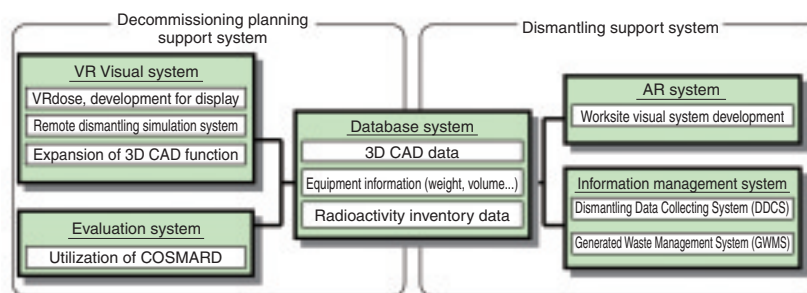 Decommissioning planning
support system
Dismantling support system
VR Visual system
VRdose, development for display
Remote dismantling simulation system
Expansion of 3D CAD function
Evaluation system
Utilization of COSMARD
Database system
3D CAD data
Equipment information (weight, volume...)
Radioactivity inventory data
AR system
Worksite visual system development
Information management system
Dismantling Data Collecting System (DDCS)
Generated Waste Management System (GWMS)